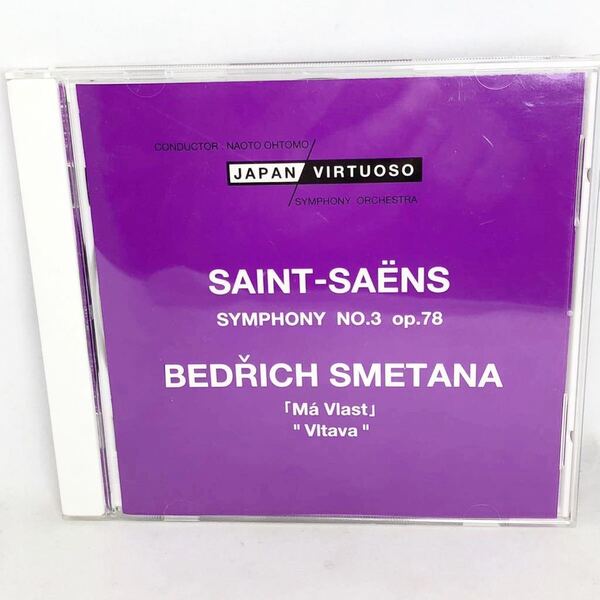 CONDUCTOR : NAOTO OHTOMO
JAPAN VIRTUOSO
SYMPHONY ORCHESTRA
SAINT-SAËNS
SYMPHONY NO.3 op.78
BEDŘICH SMETANA
「Má Vlast」
" Vltava "